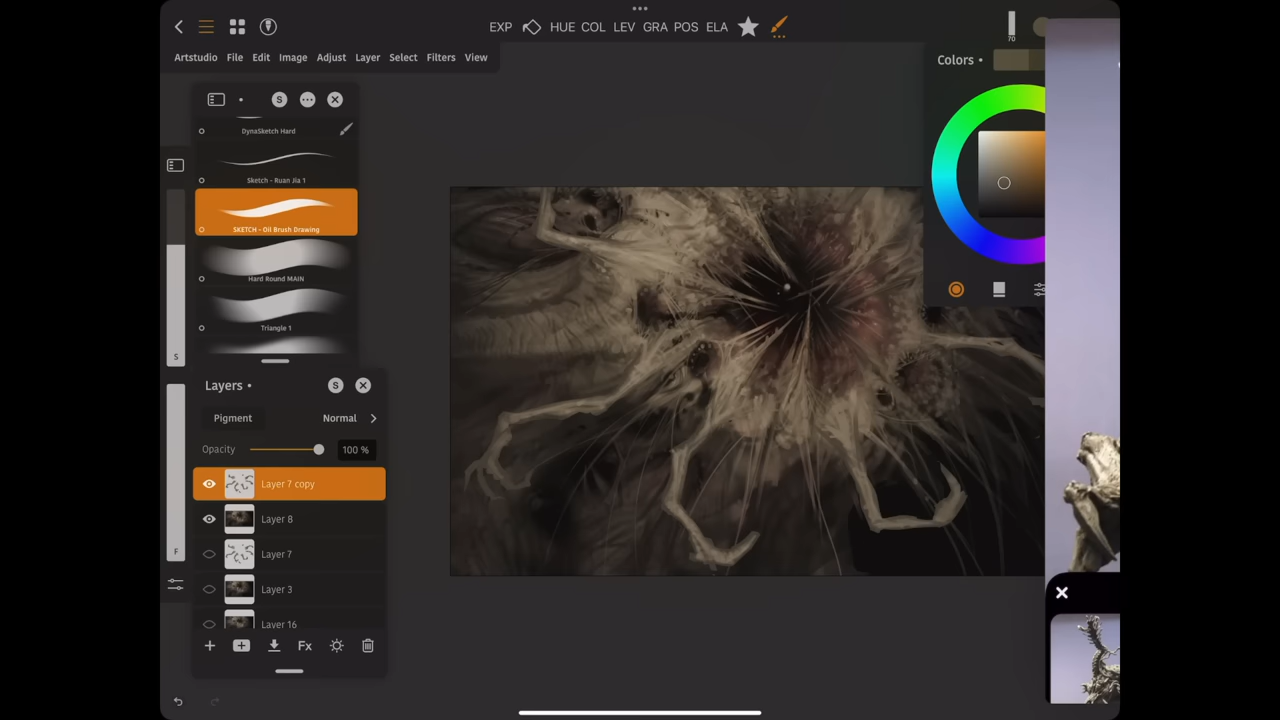 EXP HUE COL LEV GRA POS ELA
70
Artstudio File Edit Image Adjust Layer Select Filters View
Colors
S
DynaSketch Hard
Sketch - Ruan Jia 1
SKETCH - Oil Brush Drawing
Hard Round MAIN
Triangle 1
S
Layers
S
Pigment Normal
Opacity 100 %
Layer 7 copy
Layer 8
Layer 7
F
Layer 3
Layer 16
Fx